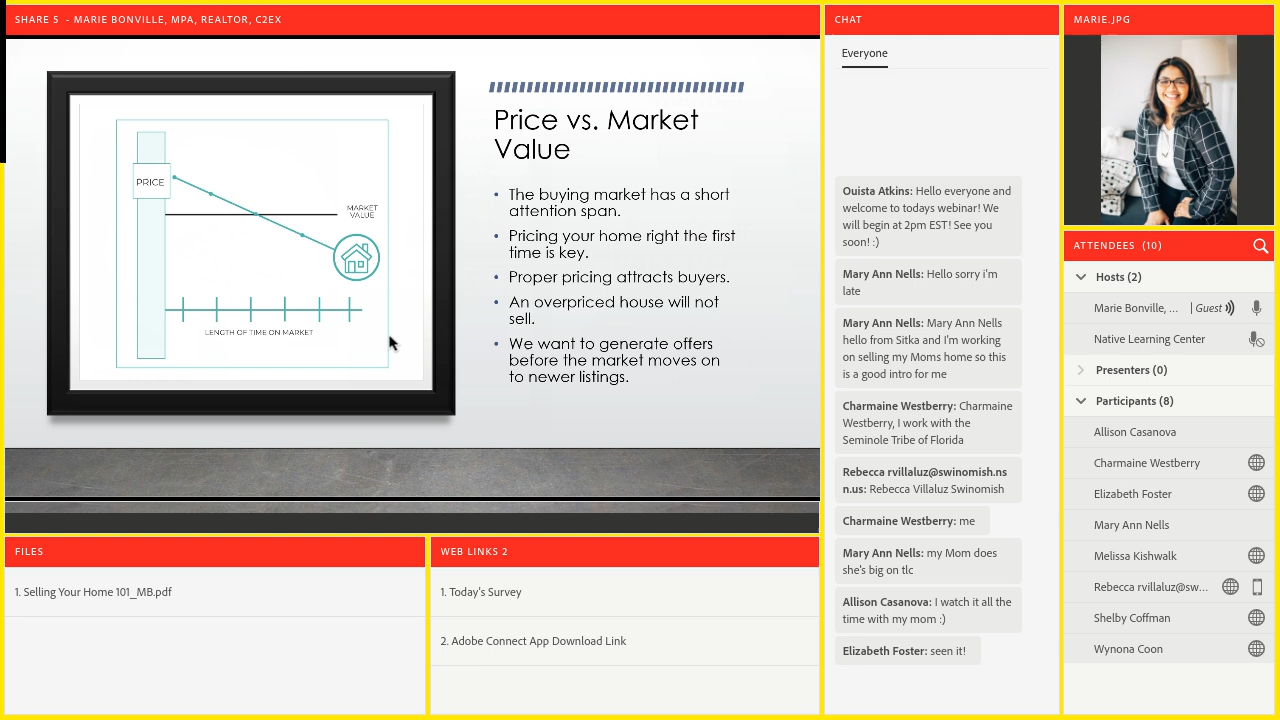 SHARE 5 - MARIE BONVILLE, MPA, REALTOR, C2EX
PRICE
MARKET
VALUE
LENGTH OF TIME ON MARKET
Price vs. Market
Value
• The buying market has a short
attention span.
• Pricing your home right the first
time is key.
• Proper pricing attracts buyers.
• An overpriced house will not
sell.
• We want to generate offers
before the market moves on
to newer listings.
FILES
1. Selling Your Home 101_MB.pdf
WEB LINKS 2
1. Today's Survey
2. Adobe Connect App Download Link
CHAT
Everyone
Ouista Atkins: Hello everyone and
welcome to todays webinar! We
will begin at 2pm EST! See you
soon! :)
Mary Ann Nells: Hello sorry i'm
late
Mary Ann Nells: Mary Ann Nells
hello from Sitka and I'm working
on selling my Moms home so this
is a good intro for me
Charmaine Westberry: Charmaine
Westberry, I work with the
Seminole Tribe of Florida
Rebecca rvillaluz@swinomish.ns
n.us: Rebecca Villaluz Swinomish
Charmaine Westberry: me
Mary Ann Nells: my Mom does
she's big on tlc
Allison Casanova: I watch it all the
time with my mom :)
Elizabeth Foster: seen it!
MARIE.JPG
ATTENDEES (10)
Hosts (2)
Marie Bonville, ... | Guest
Native Learning Center
Presenters (0)
Participants (8)
Allison Casanova
Charmaine Westberry
Elizabeth Foster
Mary Ann Nells
Melissa Kishwalk
Rebecca rvillaluz@sw...
Shelby Coffman
Wynona Coon